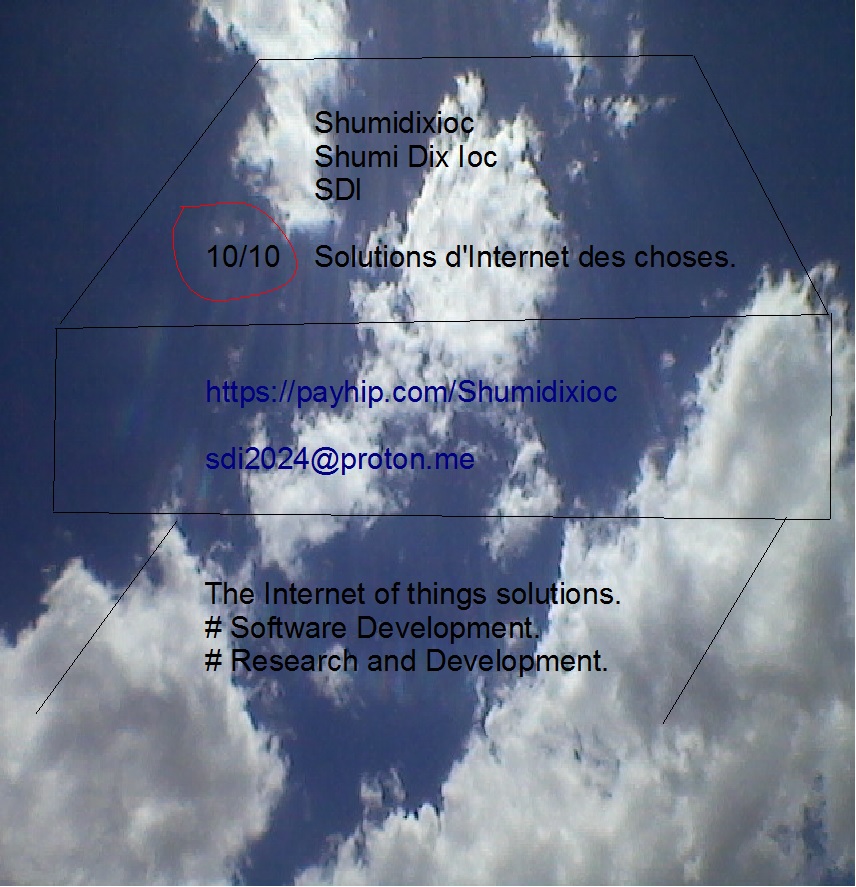 Shumidixioc
Shumi Dix Ioc
SDI
10/10 Solutions d'Internet des choses.
https://payhip.com/Shumidixioc
sdi2024@proton.me
The Internet of things solutions.
# Software Development.
# Research and Development.